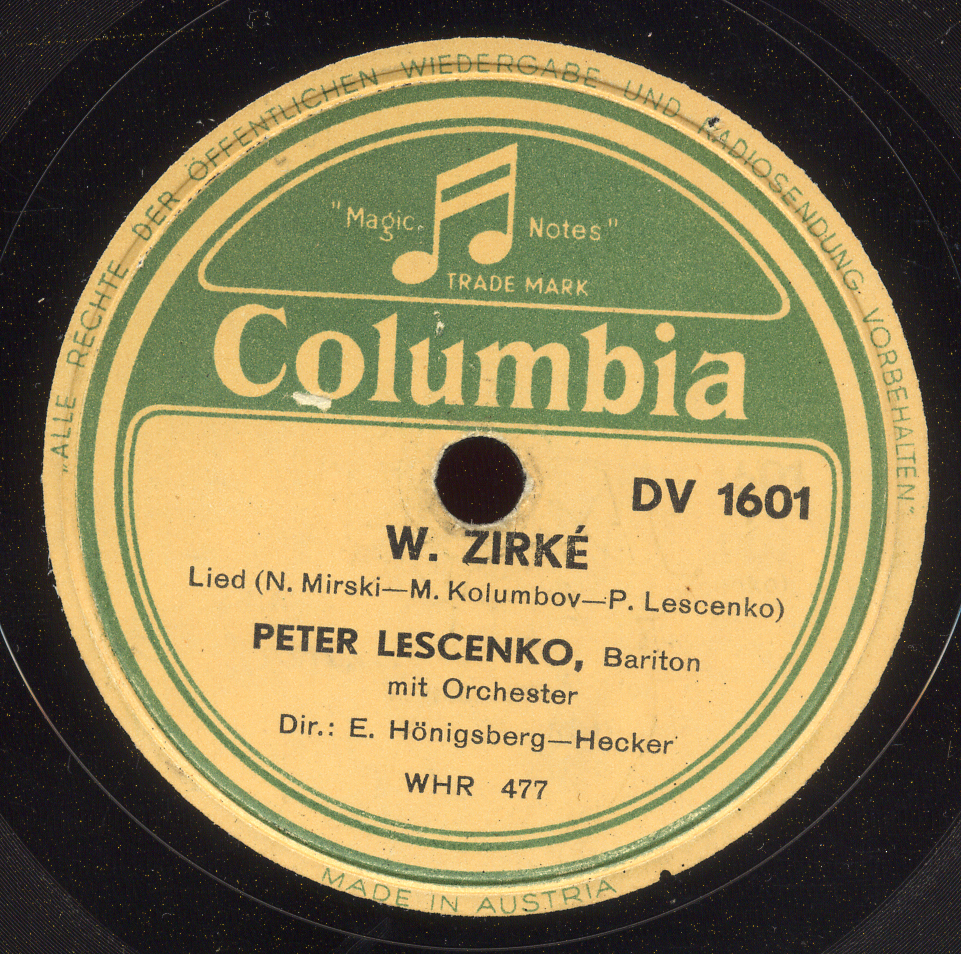 „ALLE RECHTE DER ÖFFENTLICHEN WIEDERGABE UND RADIOSENDUNG VORBEHALTEN"
"Magic Notes"
TRADE MARK
Columbia
DV 1601
W. ZIRKÉ
Lied (N. Mirski—M. Kolumbov—P. Lescenko)
PETER LESCENKO, Bariton
mit Orchester
Dir.: E. Hönigsberg—Hecker
WHR 477
MADE IN AUSTRIA